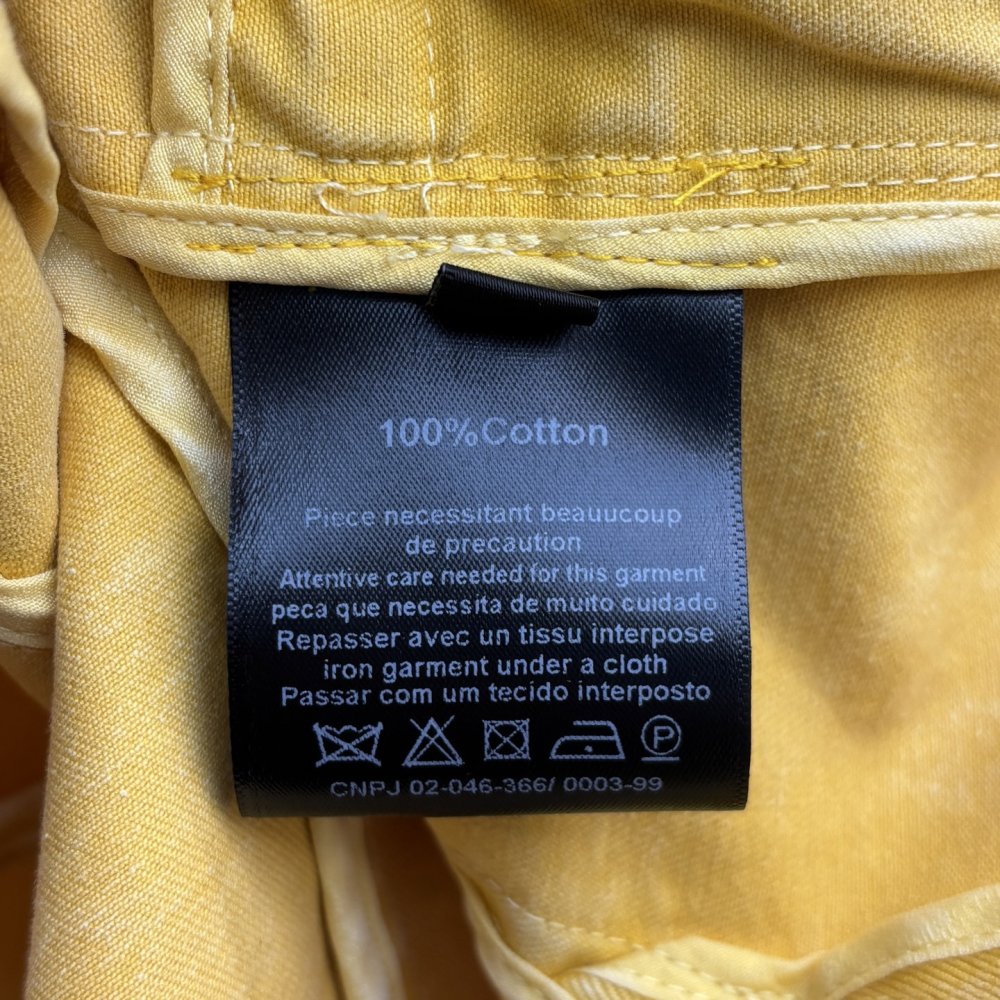 100%Cotton
Piece necessitant beauucoup
de precaution
Attentive care needed for this garment
peca que necessita de muito cuidado
Repasser avec un tissu interpose
iron garment under a cloth
Passar com um tecido interposto
P
CNPJ 02-046-366/ 0003-99